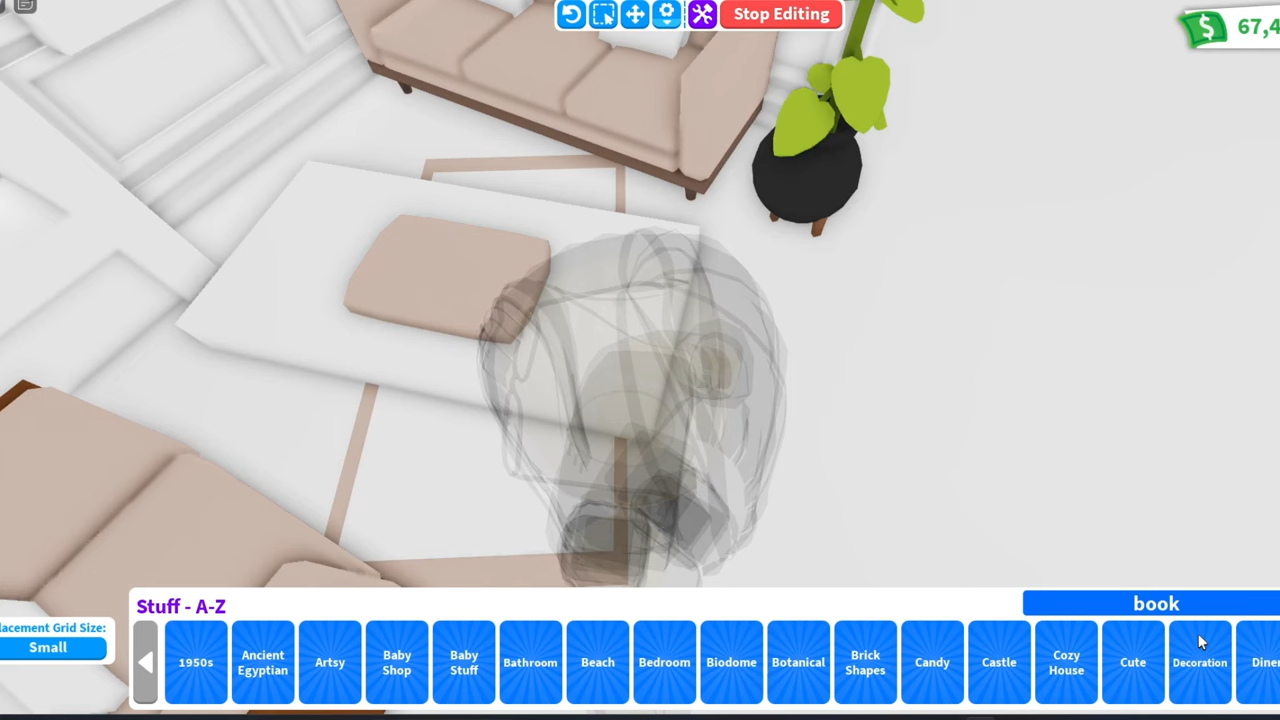 Stop Editing
67,4
Stuff - A-Z
book
lacement Grid Size:
Small
1950s
Ancient
Egyptian
Artsy
Baby
Shop
Baby
Stuff
Bathroom
Beach
Bedroom
Biodome
Botanical
Brick
Shapes
Candy
Castle
Cozy
House
Cute
Decoration
Diner